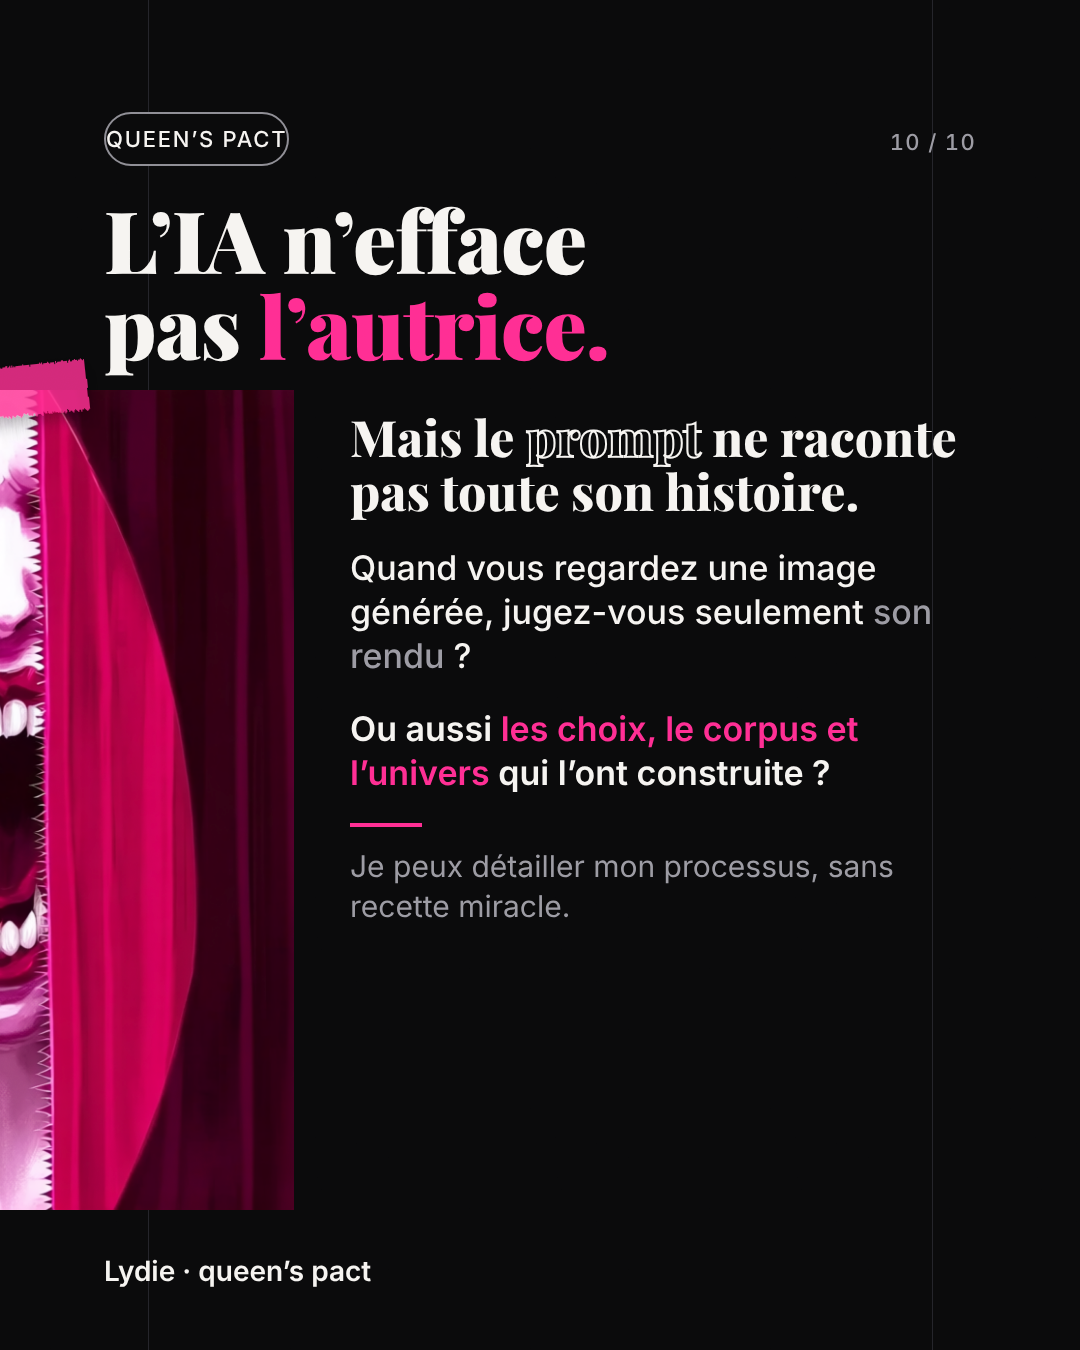 QUEEN’S PACT
10 / 10
L’IA n’efface
pas l’autrice.
Mais le prompt ne raconte
pas toute son histoire.
Quand vous regardez une image
générée, jugez-vous seulement son
rendu ?
Ou aussi les choix, le corpus et
l’univers qui l’ont construite ?
Je peux détailler mon processus, sans
recette miracle.
Lydie · queen’s pact